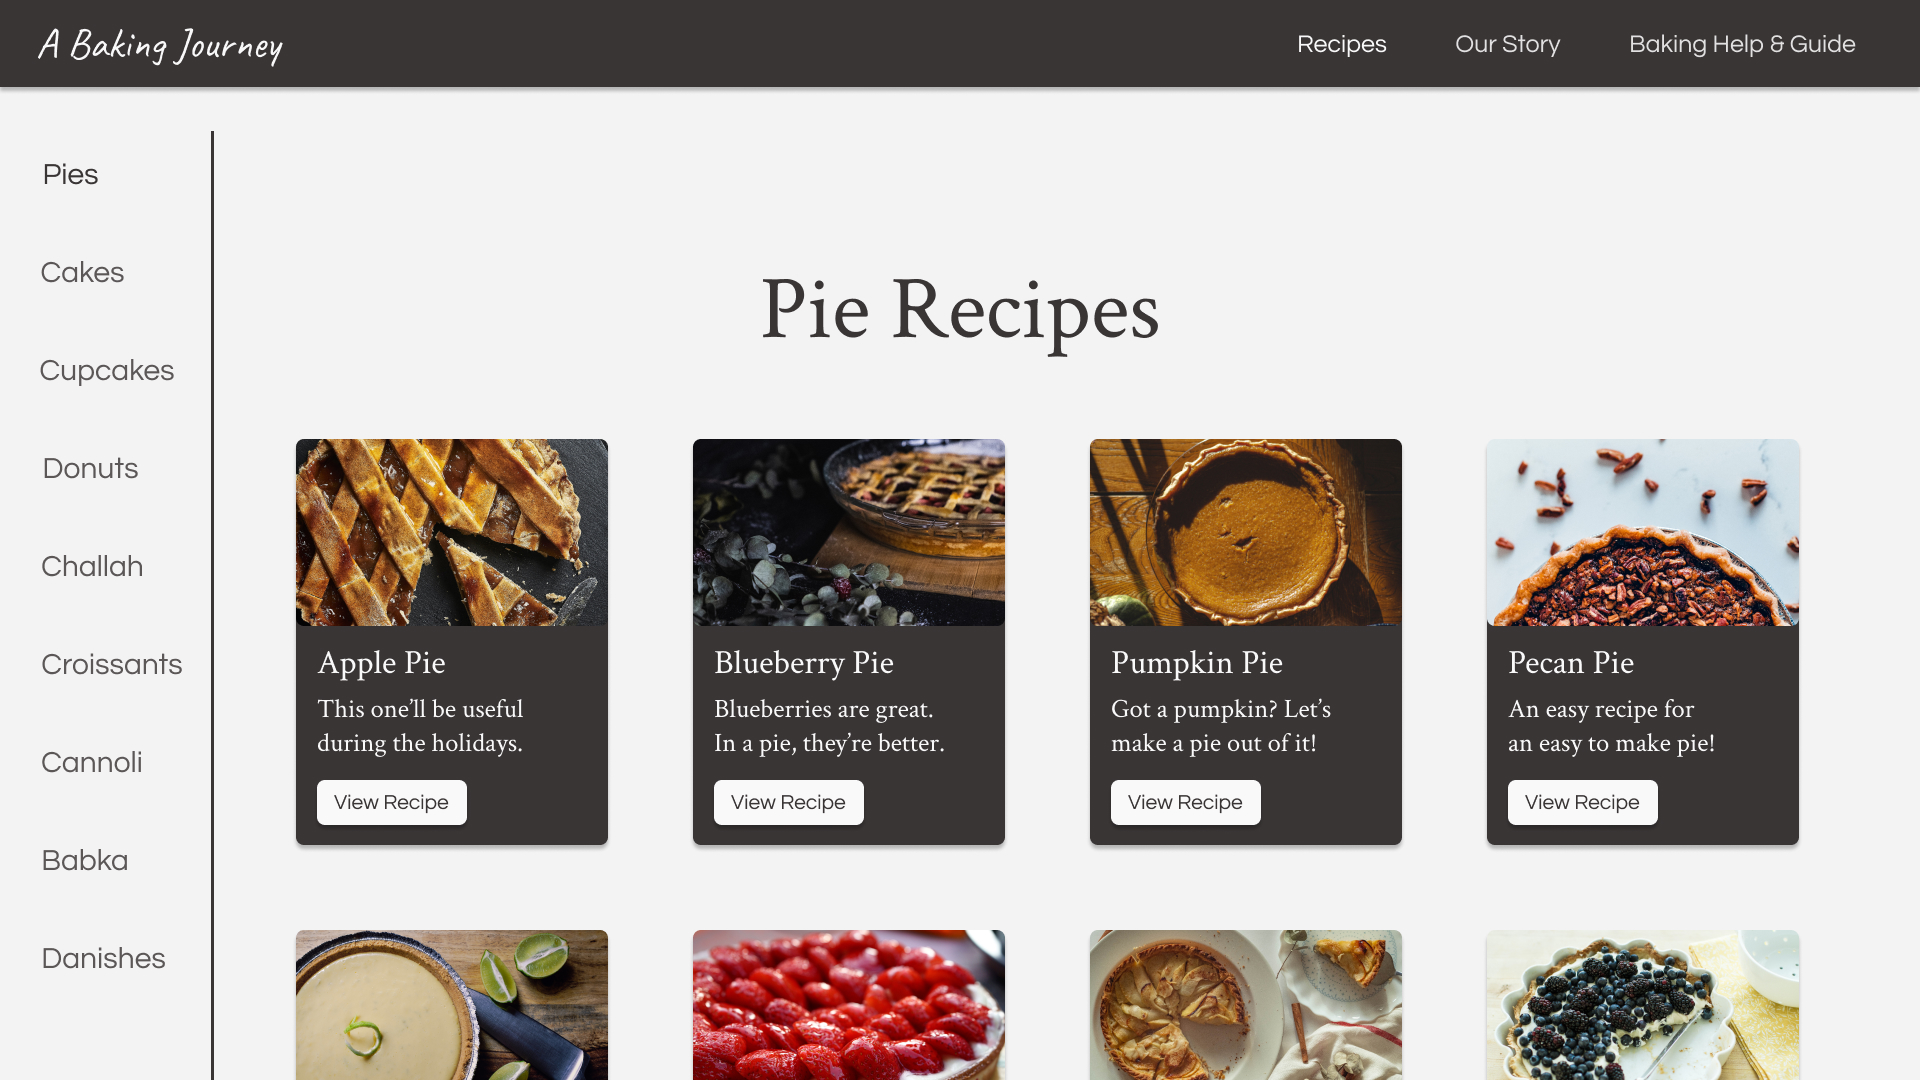 A Baking Journey
Recipes
Our Story
Baking Help & Guide
Pies
Cakes
Cupcakes
Donuts
Challah
Croissants
Cannoli
Babka
Danishes
Pie Recipes
Apple Pie
This one’ll be useful
during the holidays.
View Recipe
Blueberry Pie
Blueberries are great.
In a pie, they’re better.
View Recipe
Pumpkin Pie
Got a pumpkin? Let’s
make a pie out of it!
View Recipe
Pecan Pie
An easy recipe for
an easy to make pie!
View Recipe